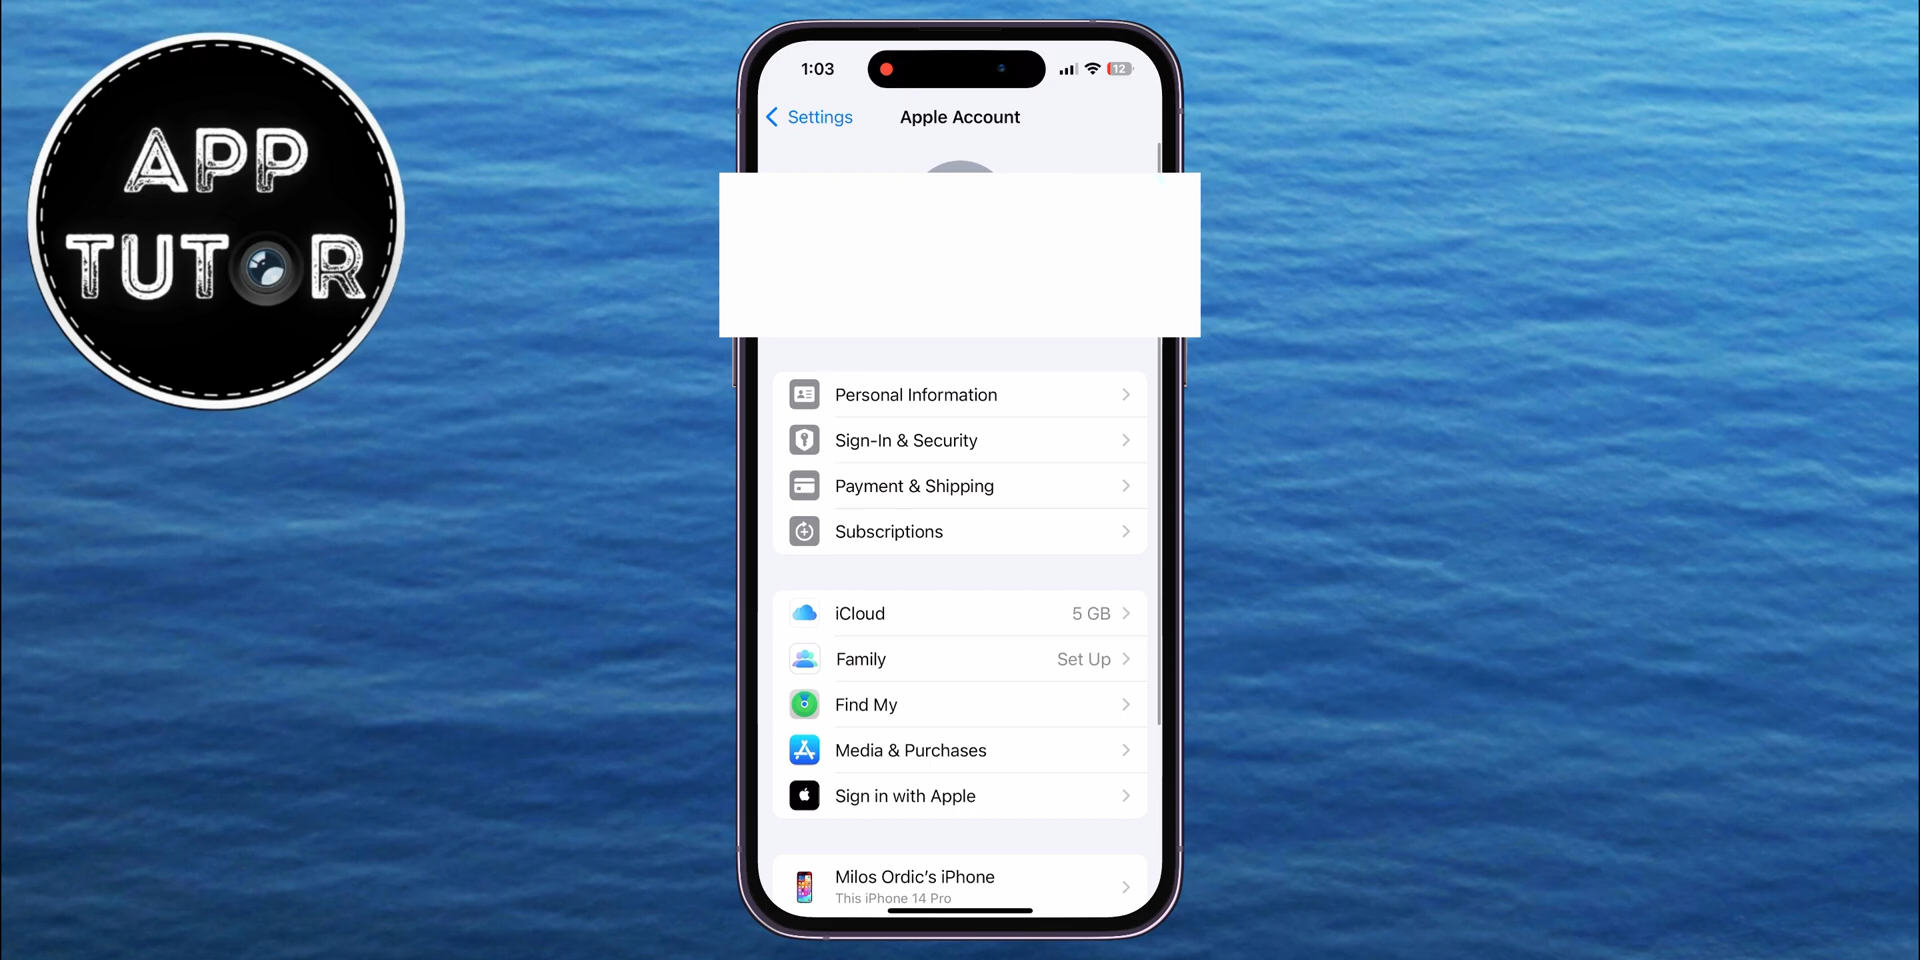 APP
TUTOR
1:03
12
Settings
Apple Account
Personal Information
Sign-In & Security
Payment & Shipping
Subscriptions
iCloud 5 GB
Family Set Up
Find My
Media & Purchases
Sign in with Apple
Milos Ordic’s iPhone
This iPhone 14 Pro